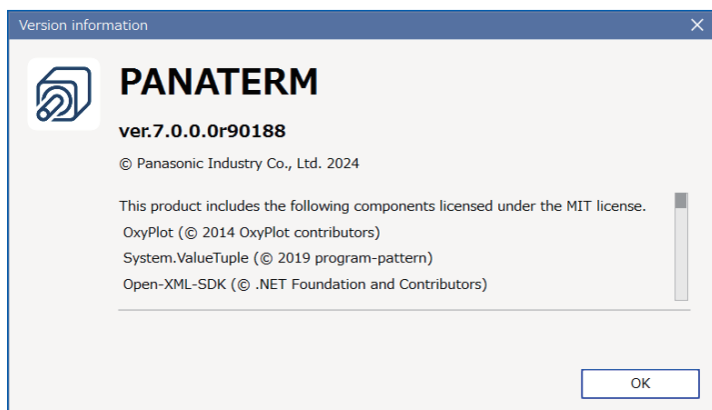 Version information
PANATERM
ver.7.0.0.0r90188
© Panasonic Industry Co., Ltd. 2024
This product includes the following components licensed under the MIT license.
OxyPlot (© 2014 OxyPlot contributors)
System.ValueTuple (© 2019 program-pattern)
Open-XML-SDK (© .NET Foundation and Contributors)
OK